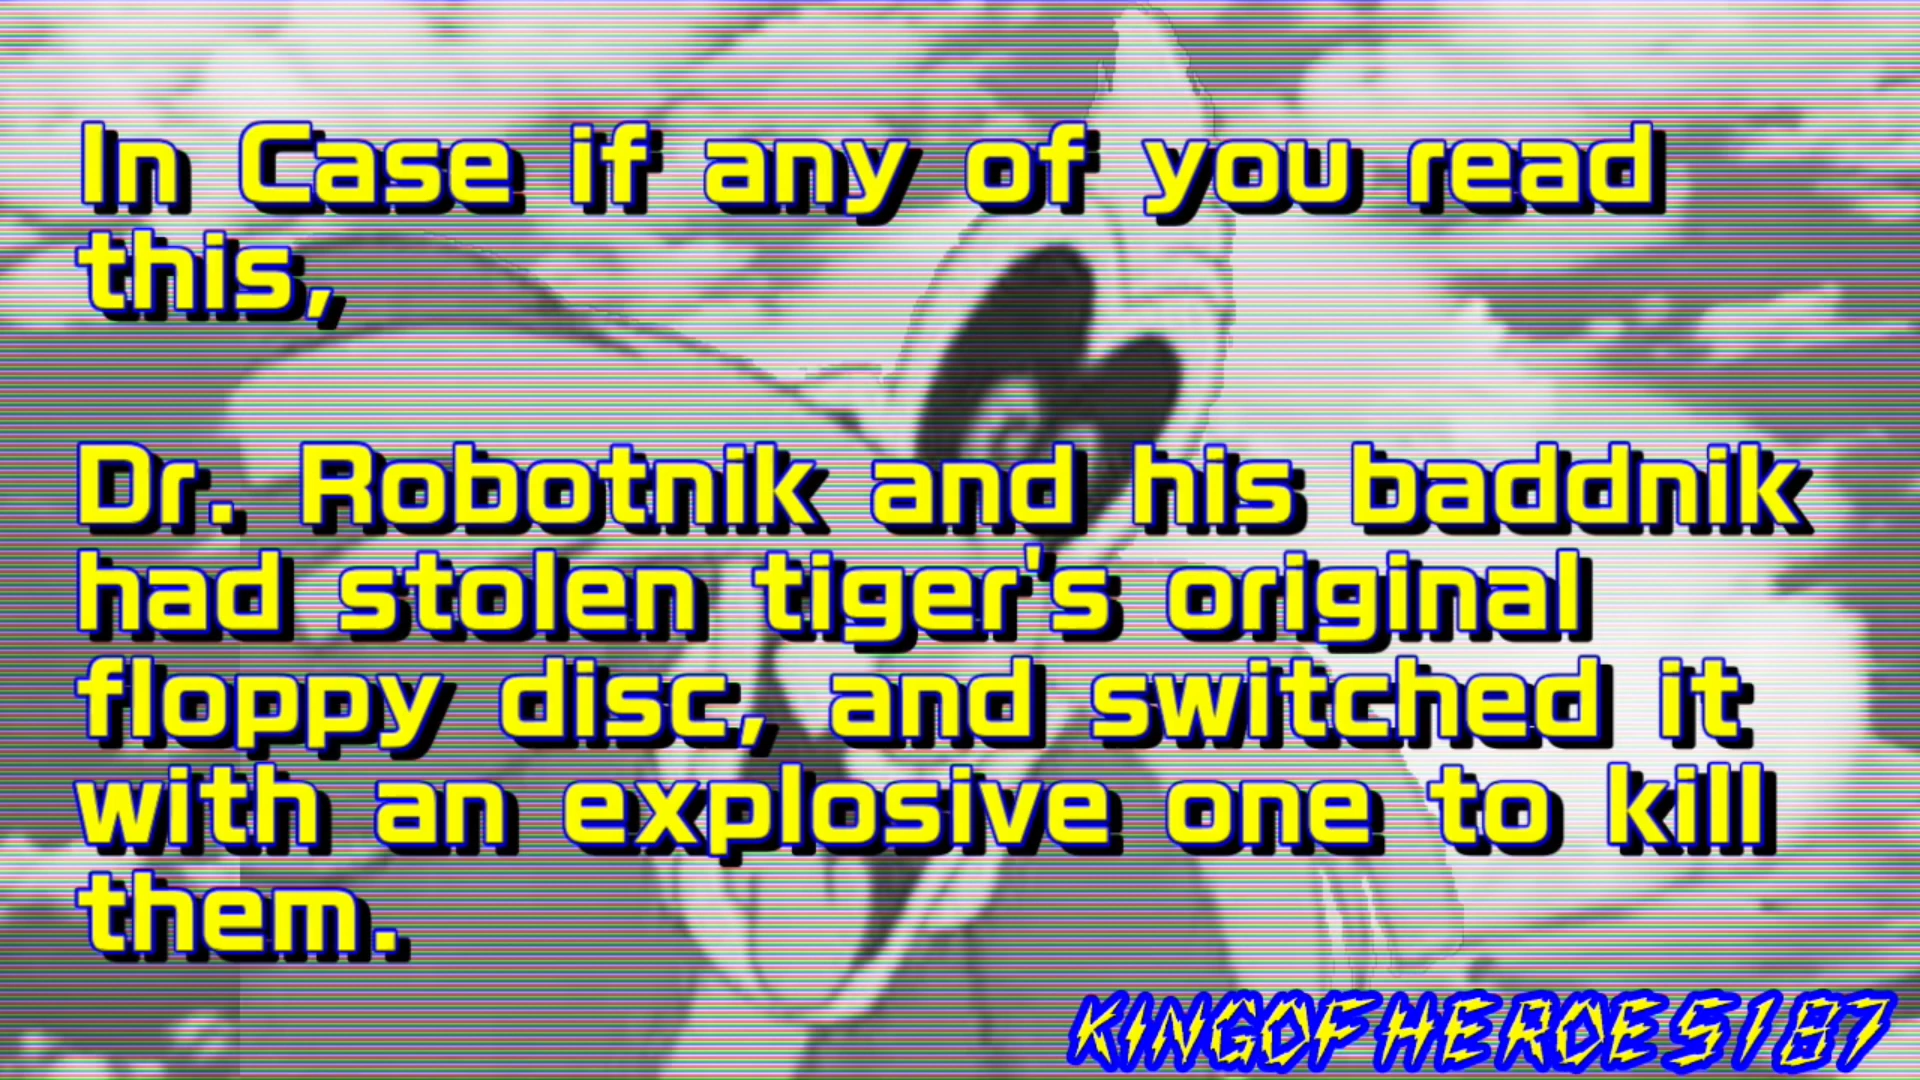 In Case if any of you read
this,
Dr. Robotnik and his baddnik
had stolen tiger's original
floppy disc, and switched it
with an explosive one to kill
them.
KINGOFHEROES187